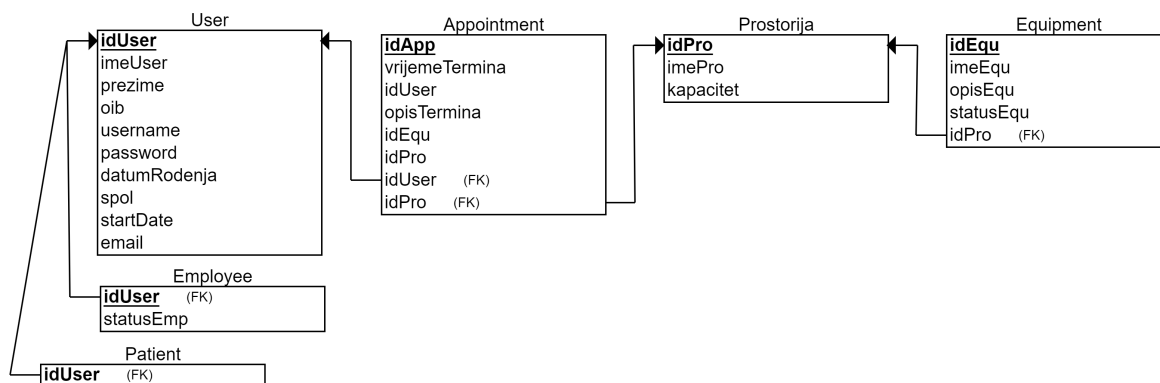 User
idUser
imeUser
prezime
oib
username
password
datumRodenja
spol
startDate
email
Appointment
idApp
vrijemeTermina
idUser
opisTermina
idEqu
idPro
idUser (FK)
idPro (FK)
Prostorija
idPro
imePro
kapacitet
Equipment
idEqu
imeEqu
opisEqu
statusEqu
idPro (FK)
Employee
idUser (FK)
statusEmp
Patient
idUser (FK)